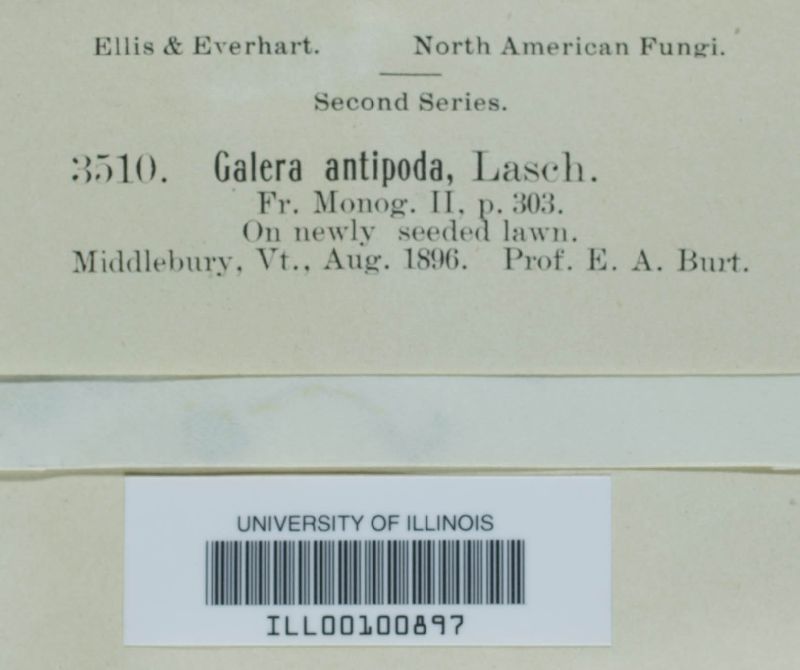 Ellis & Everhart. North American Fungi.
Second Series.
3510. Galera antipoda, Lasch.
Fr. Monog. II, p. 303.
On newly seeded lawn.
Middlebury, Vt., Aug. 1896. Prof. E. A. Burt.
UNIVERSITY OF ILLINOIS
ILL00100897